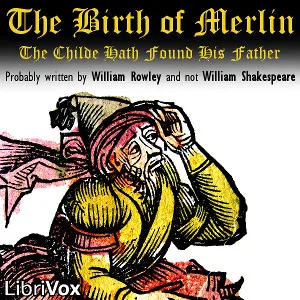 The Birth of Merlin
The Childe Hath Found His Father
Probably written by William Rowley and not William Shakespeare
LibriVox